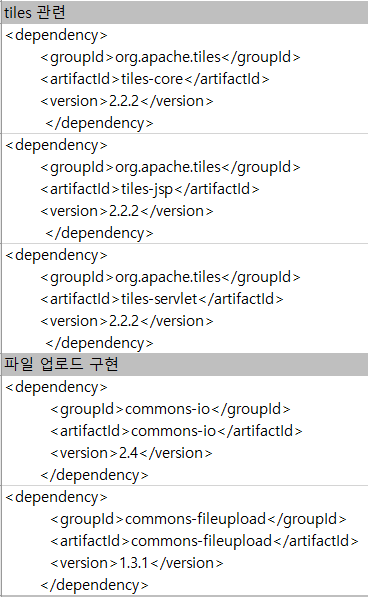 tiles 관련
<dependency>
<groupId>org.apache.tiles</groupId>
<artifactId>tiles-core</artifactId>
<version>2.2.2</version>
</dependency>
<dependency>
<groupId>org.apache.tiles</groupId>
<artifactId>tiles-jsp</artifactId>
<version>2.2.2</version>
</dependency>
<dependency>
<groupId>org.apache.tiles</groupId>
<artifactId>tiles-servlet</artifactId>
<version>2.2.2</version>
</dependency>
파일 업로드 구현
<dependency>
<groupId>commons-io</groupId>
<artifactId>commons-io</artifactId>
<version>2.4</version>
</dependency>
<dependency>
<groupId>commons-fileupload</groupId>
<artifactId>commons-fileupload</artifactId>
<version>1.3.1</version>
</dependency>